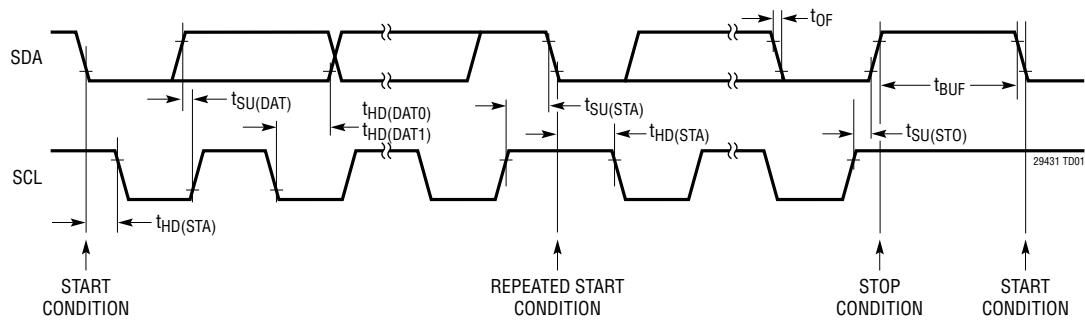 tOF
SDA
tSU(DAT)
tHD(DAT0)
tHD(DAT1)
tSU(STA)
tHD(STA)
tBUF
tSU(STO)
SCL
29431 TD01
tHD(STA)
START
CONDITION
REPEATED START
CONDITION
STOP
CONDITION
START
CONDITION